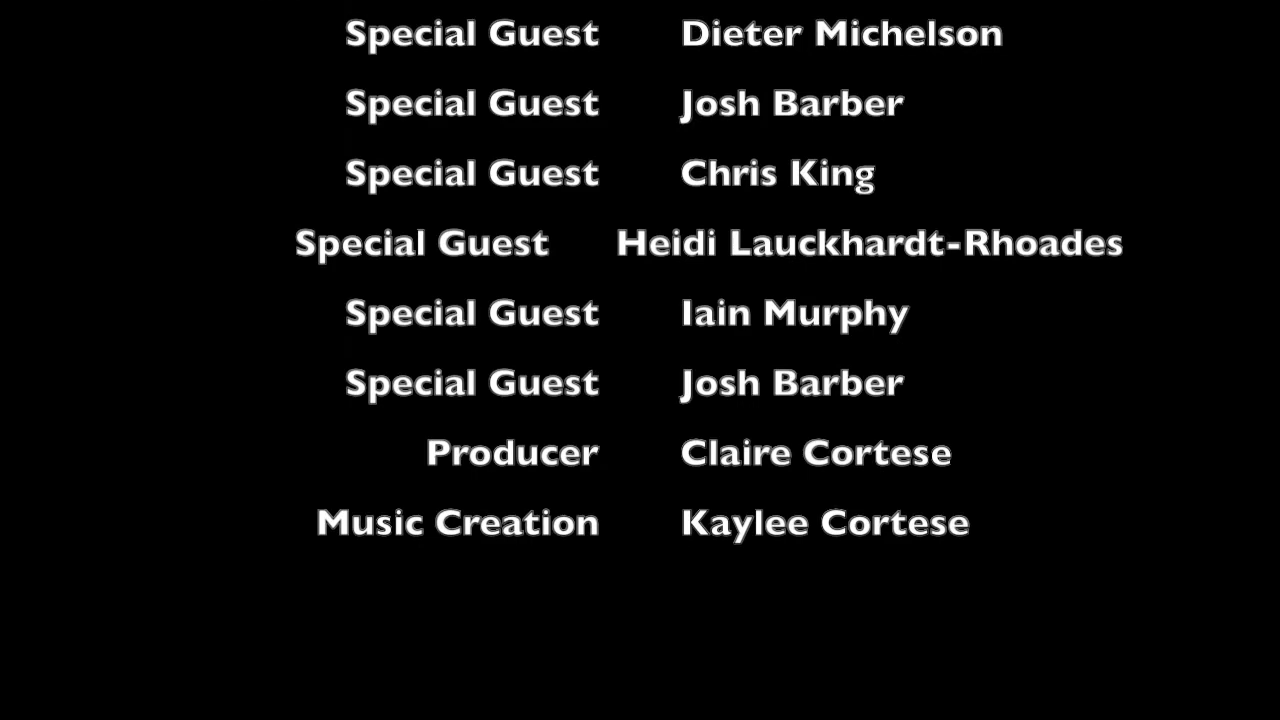 Special Guest Dieter Michelson
Special Guest Josh Barber
Special Guest Chris King
Special Guest Heidi Lauckhardt-Rhoades
Special Guest Iain Murphy
Special Guest Josh Barber
Producer Claire Cortese
Music Creation Kaylee Cortese